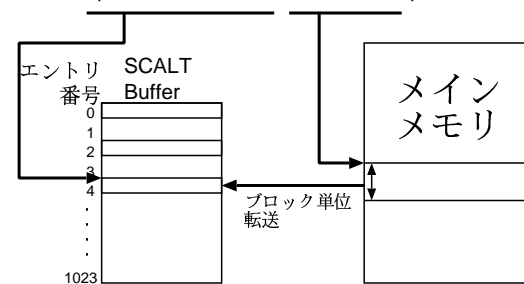 エントリ
番号
SCALT
Buffer
0
1
2
3
4
.
.
.
.
1023
メイン
メモリ
ブロック単位
転送